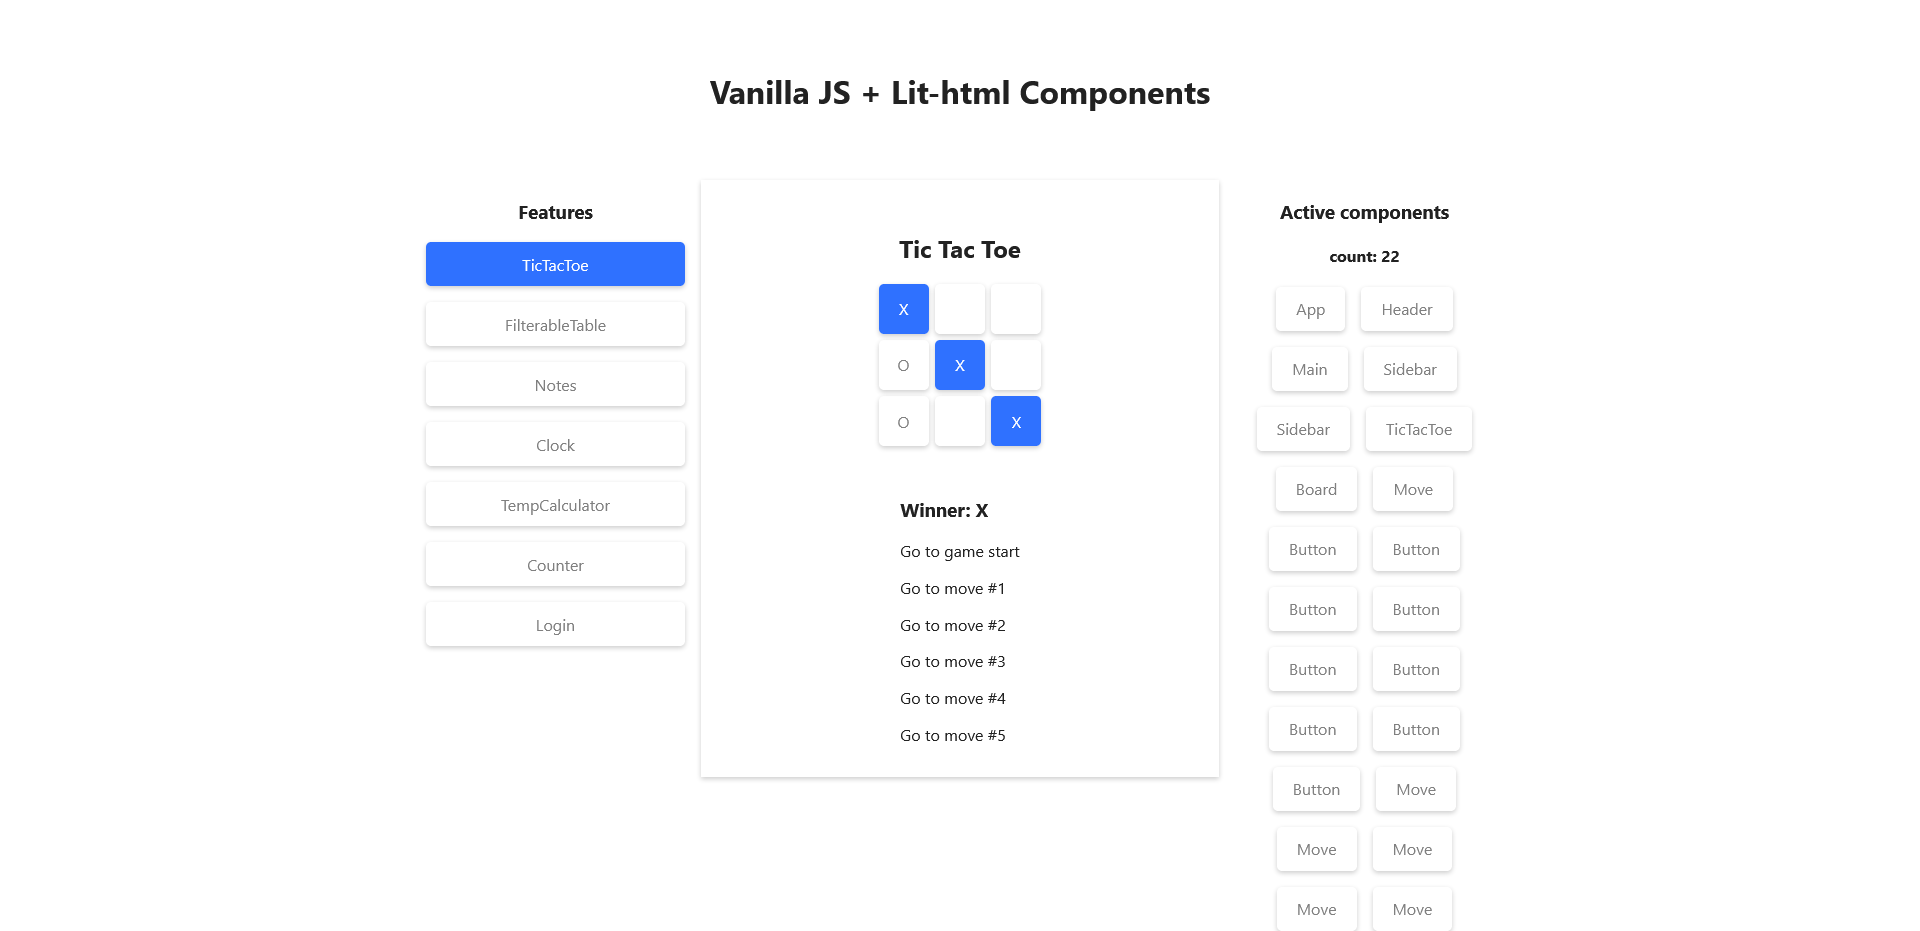 Vanilla JS + Lit-html Components
Features
TicTacToe
FilterableTable
Notes
Clock
TempCalculator
Counter
Login
Tic Tac Toe
X
O X
O X
Winner: X
Go to game start
Go to move #1
Go to move #2
Go to move #3
Go to move #4
Go to move #5
Active components
count: 22
App Header
Main Sidebar
Sidebar TicTacToe
Board Move
Button Button
Button Button
Button Button
Button Button
Button Move
Move Move
Move Move